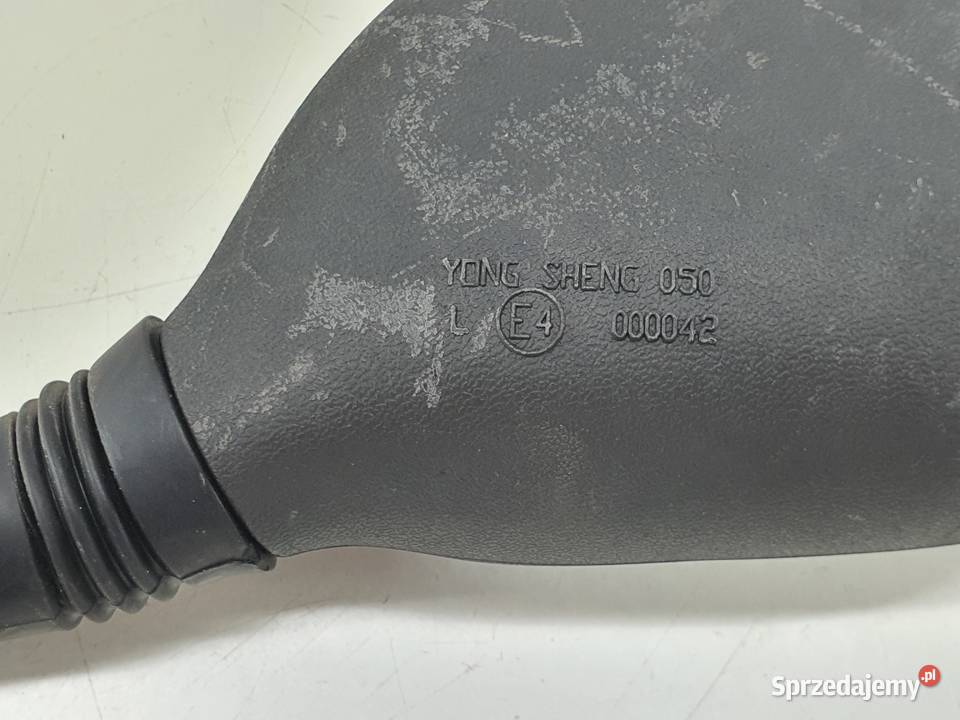 YONG SHENG 050
L E4 000042
Sprzedajemy.pl